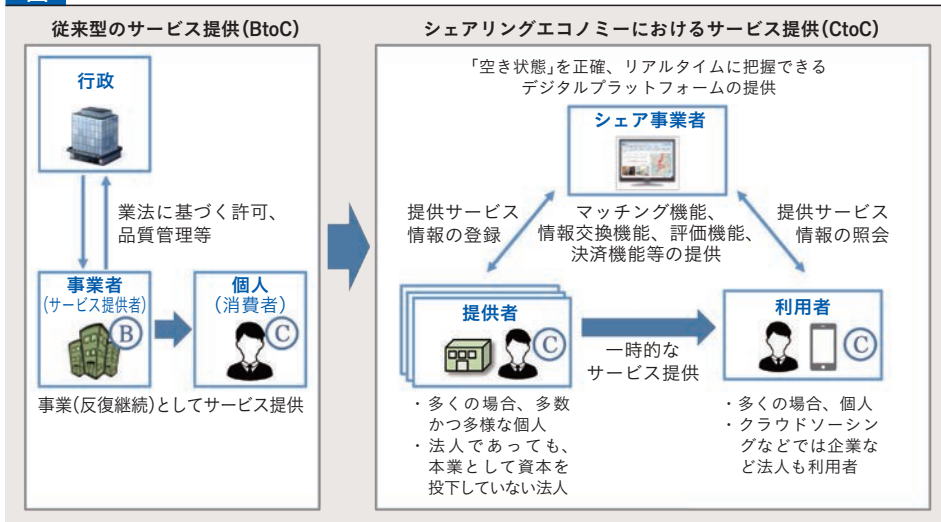 従来型のサービス提供(BtoC)
行政
業法に基づく許可、
品質管理等
事業者
(サービス提供者)
B
個人
(消費者)
C
事業(反復継続)としてサービス提供
シェアリングエコノミーにおけるサービス提供(CtoC)
「空き状態」を正確、リアルタイムに把握できる
デジタルプラットフォームの提供
シェア事業者
提供サービス
情報の登録
マッチング機能、
情報交換機能、評価機能、
決済機能等の提供
提供サービス
情報の照会
提供者
C
一時的な
サービス提供
利用者
C
・多くの場合、多数
かつ多様な個人
・法人であっても、
本業として資本を
投下していない法人
・多くの場合、個人
・クラウドソーシン
グなどでは企業な
ど法人も利用者